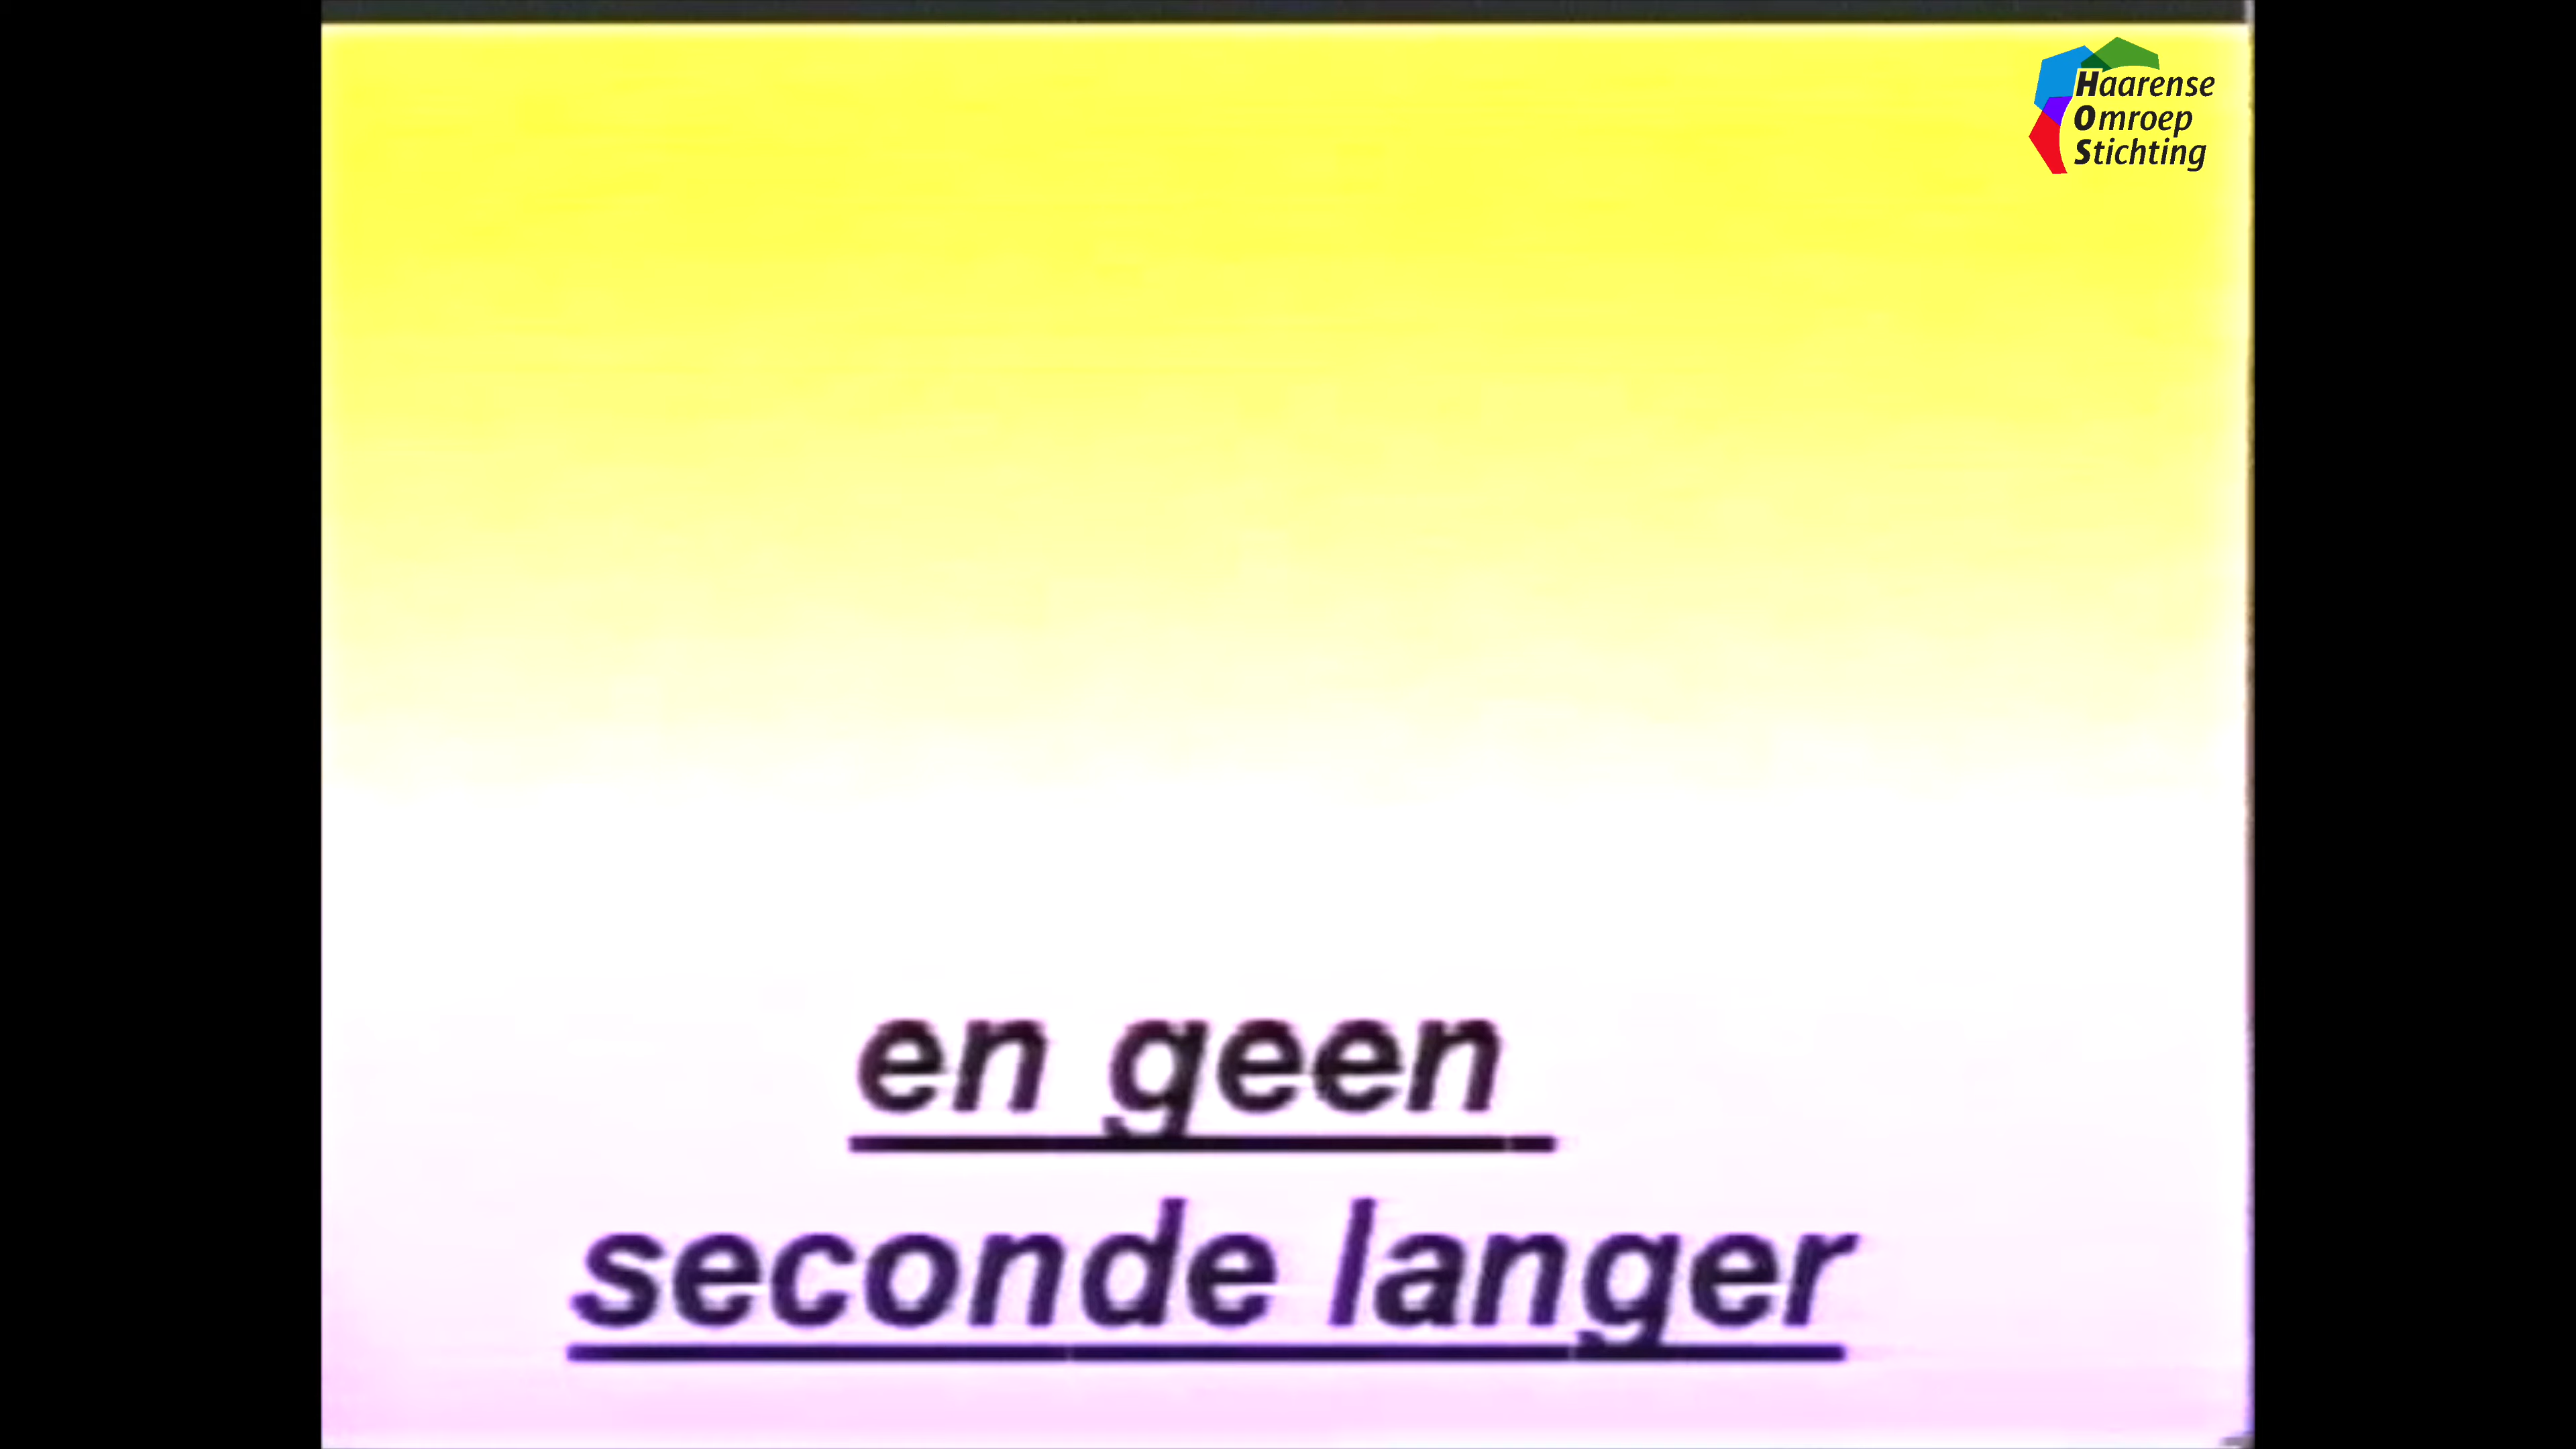 Haarense
Omroep
Stichting
en geen
seconde langer